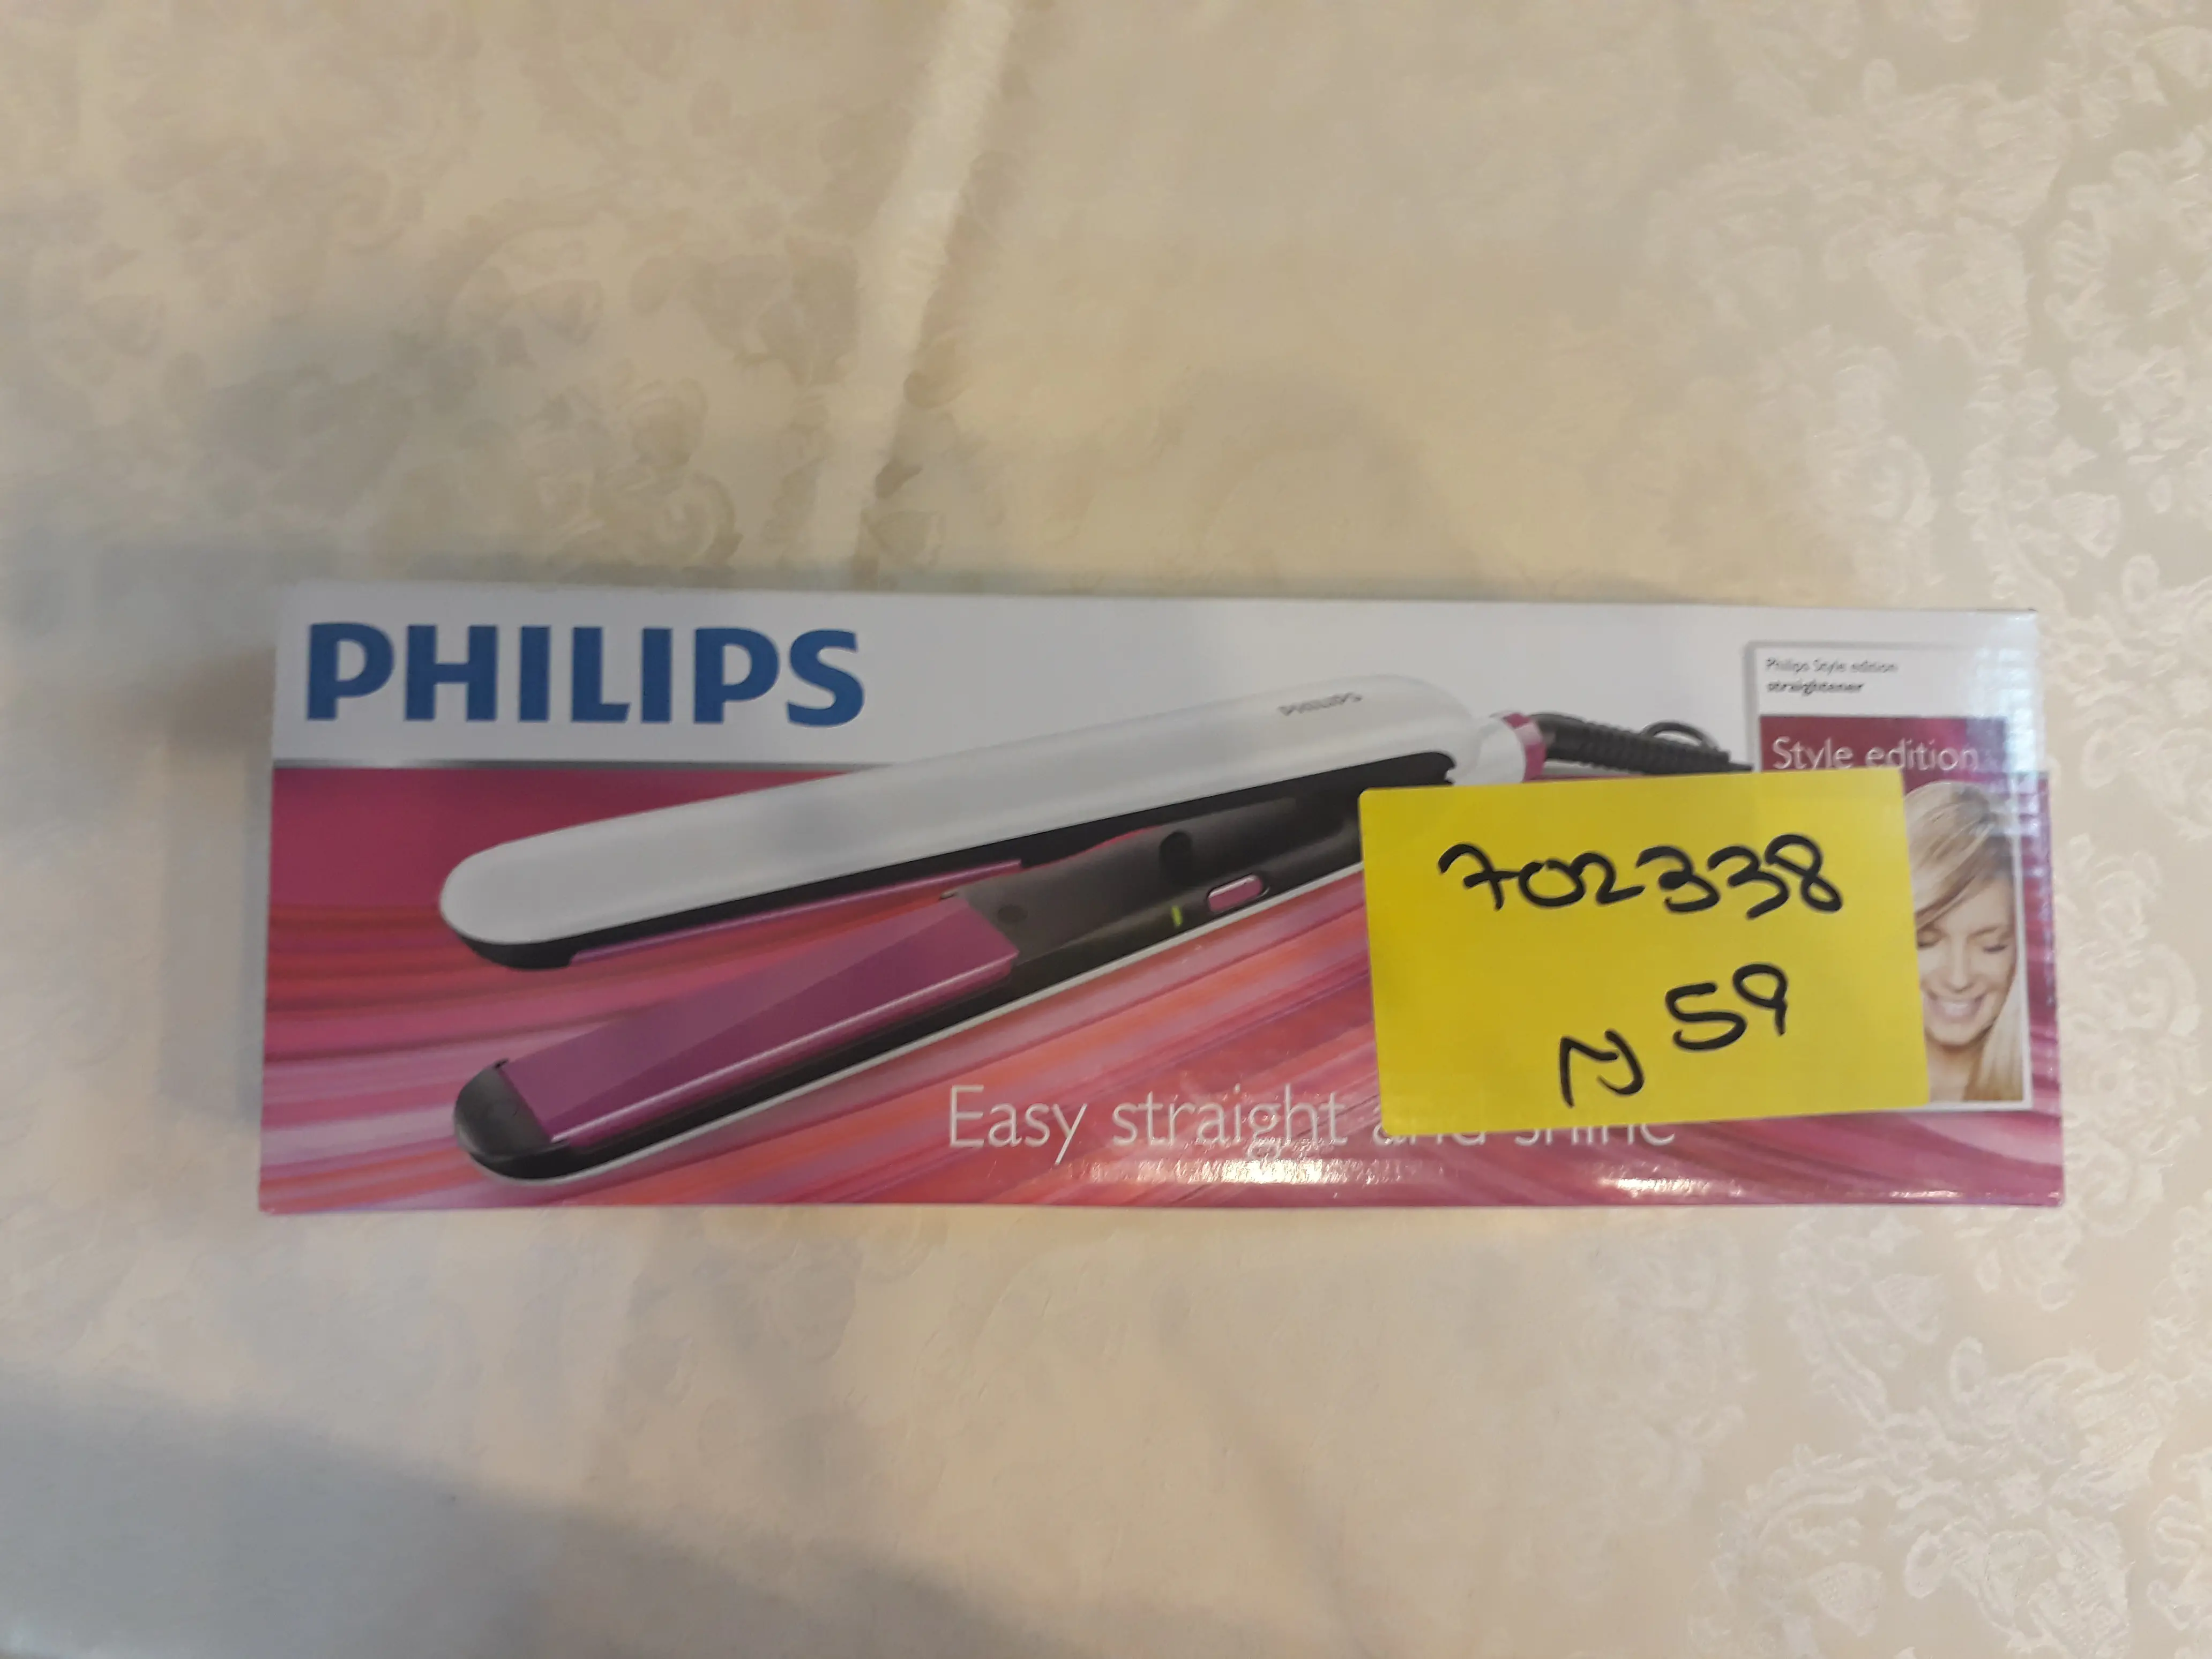 PHILIPS
PHILIPS
Philips Style edition
straightener
Style edition
702338
N 59
Easy straight and shine